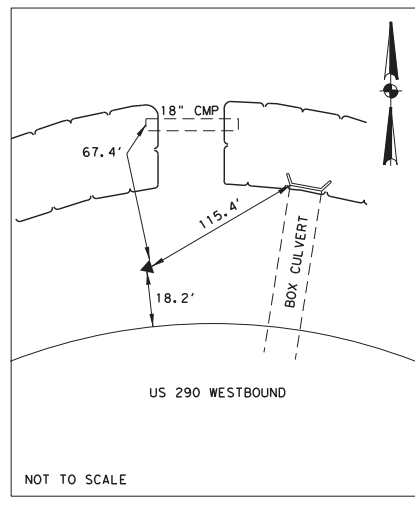 18" CMP
67.4'
115.4'
18.2'
BOX CULVERT
US 290 WESTBOUND
NOT TO SCALE